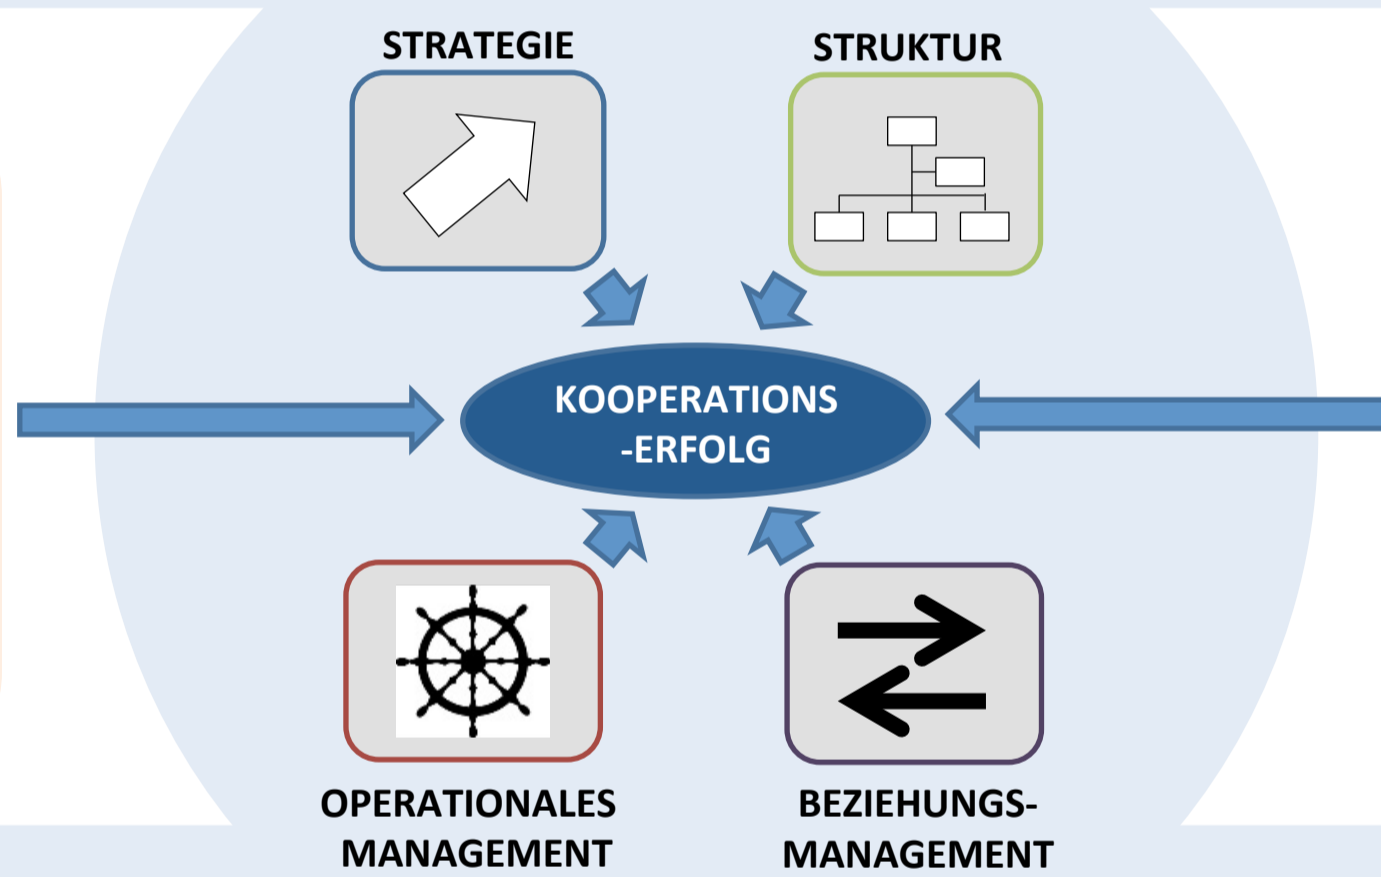 STRATEGIE
STRUKTUR
KOOPERATIONS
-ERFOLG
OPERATIONALES
MANAGEMENT
BEZIEHUNGS-
MANAGEMENT